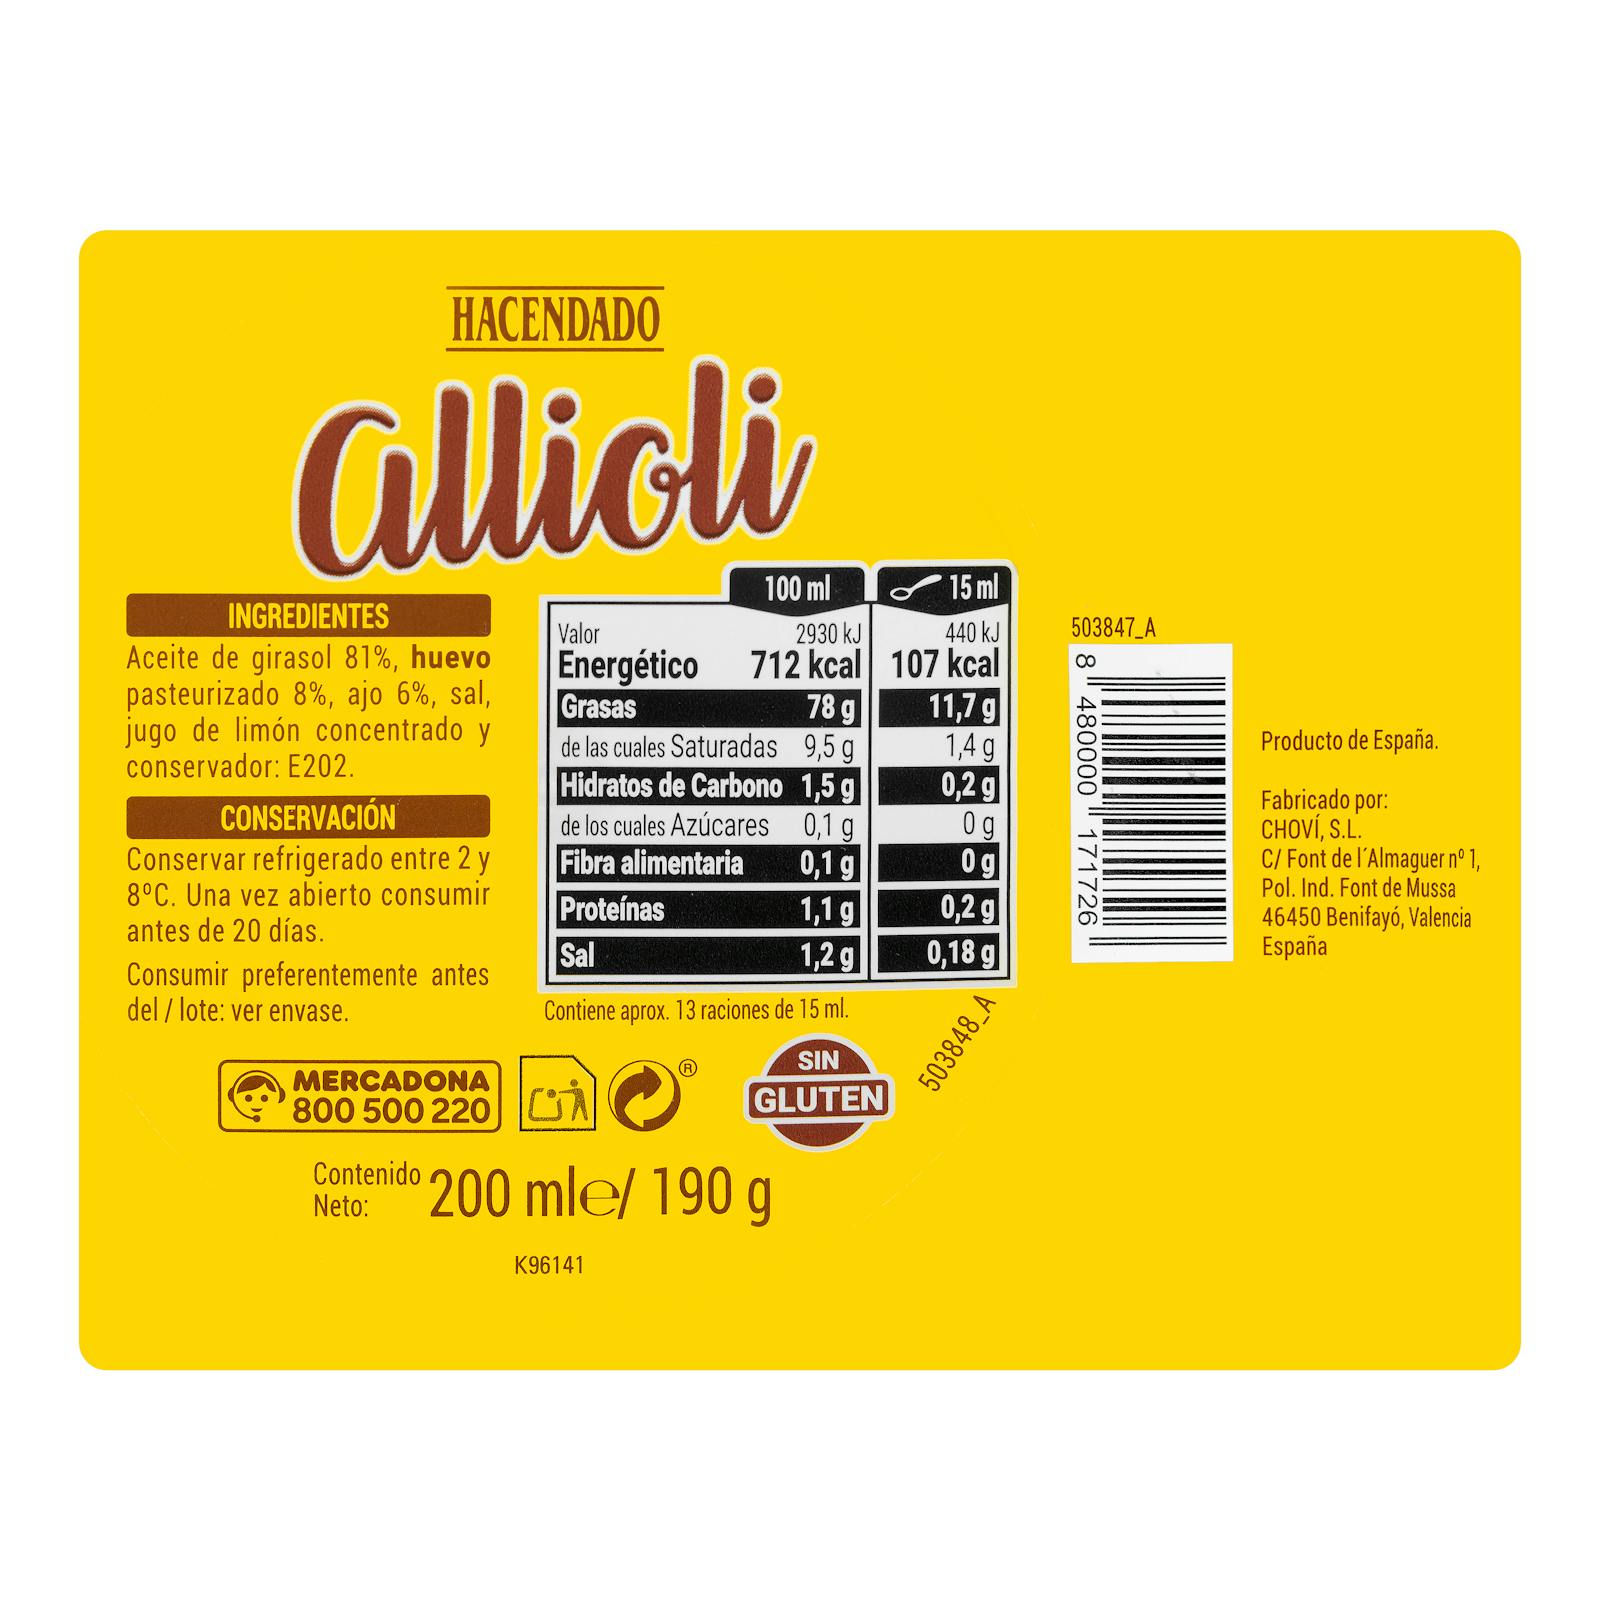 HACENDADO
allioli
INGREDIENTES
Aceite de girasol 81%, huevo
pasteurizado 8%, ajo 6%, sal,
jugo de limón concentrado y
conservador: E202.
CONSERVACIÓN
Conservar refrigerado entre 2 y
8ºC. Una vez abierto consumir
antes de 20 días.
Consumir preferentemente antes
del / lote: ver envase.
100 ml 15 ml
Valor 2930 kJ 440 kJ
Energético 712 kcal 107 kcal
Grasas 78 g 11,7 g
de las cuales Saturadas 9,5 g 1,4 g
Hidratos de Carbono 1,5 g 0,2 g
de los cuales Azúcares 0,1 g 0 g
Fibra alimentaria 0,1 g 0 g
Proteínas 1,1 g 0,2 g
Sal 1,2 g 0,18 g
Contiene aprox. 13 raciones de 15 ml.
503848_A
MERCADONA
800 500 220
®
SIN
GLUTEN
Contenido
Neto: 200 ml℮/ 190 g
K96141
503847_A
8 480000 171726
Producto de España.
Fabricado por:
CHOVÍ, S.L.
C/ Font de l´Almaguer nº 1,
Pol. Ind. Font de Mussa
46450 Benifayó, Valencia
España